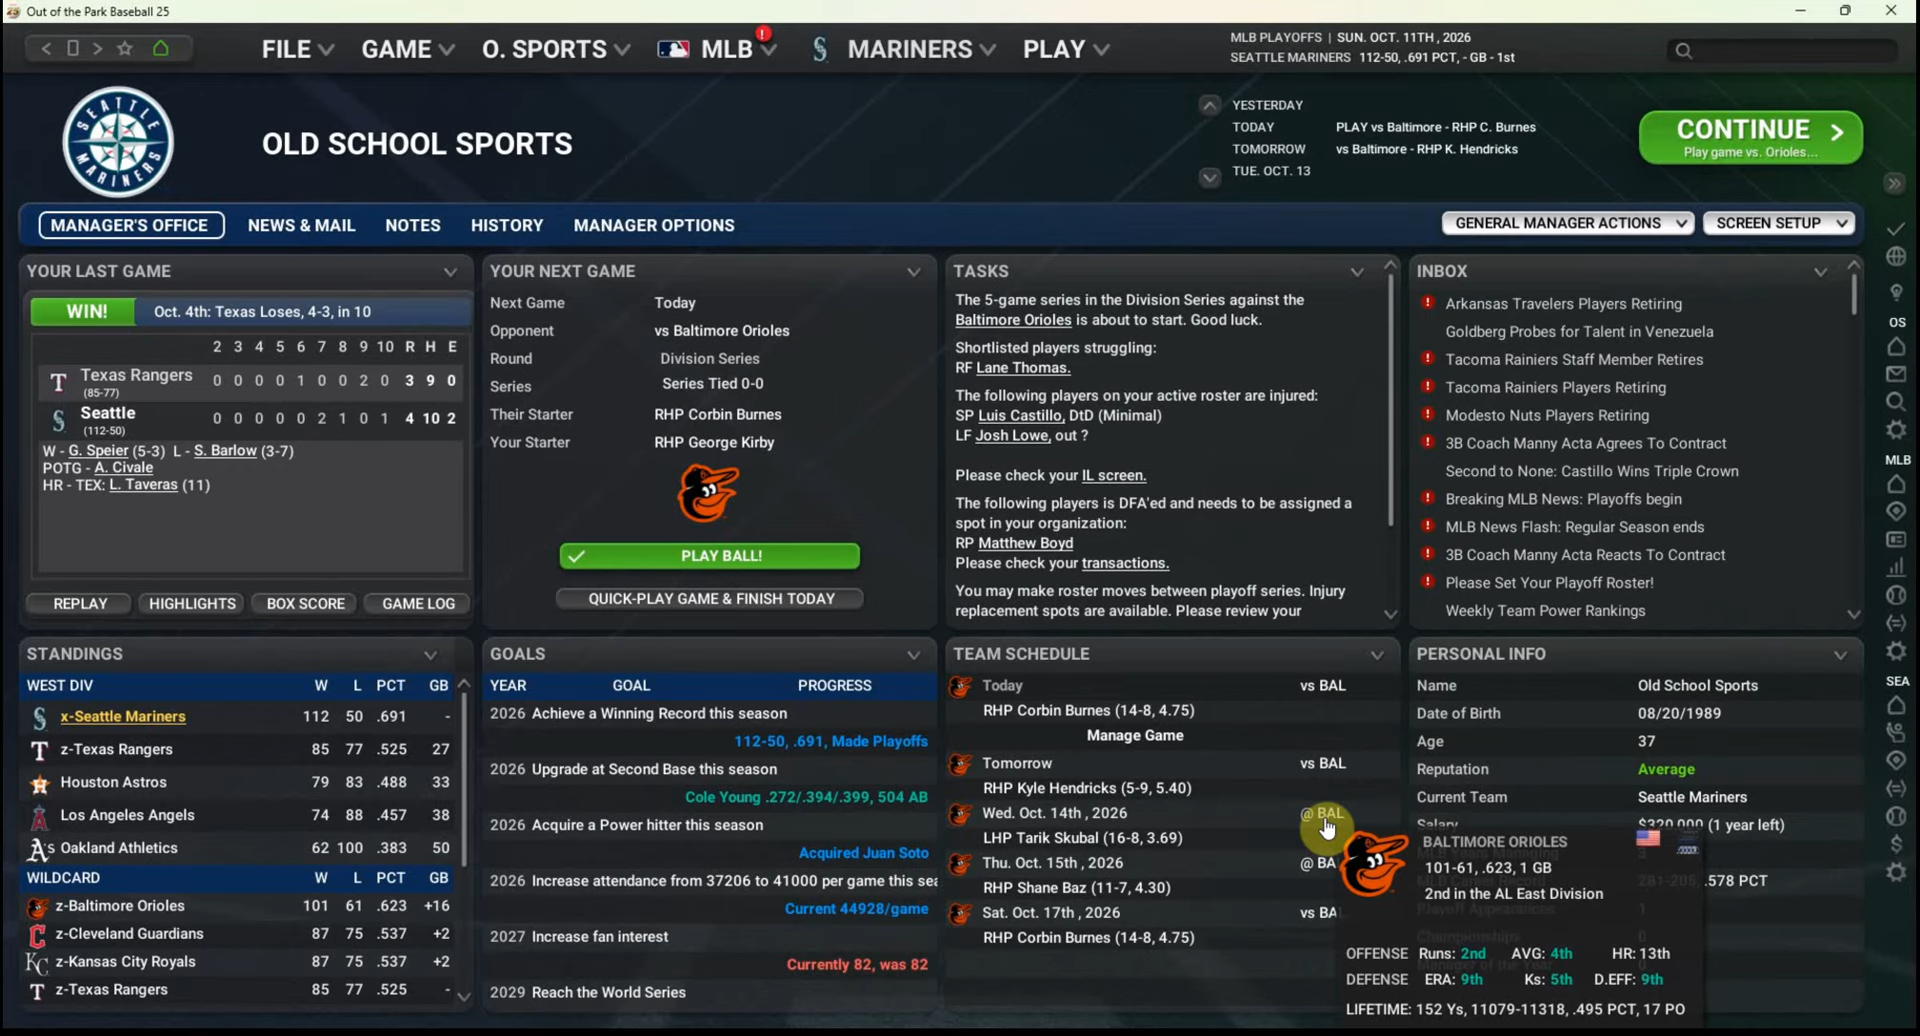 Out of the Park Baseball 25
FILE GAME O. SPORTS MLB MARINERS PLAY
MLB PLAYOFFS | SUN. OCT. 11TH, 2026
SEATTLE MARINERS 112-50, .691 PCT, - GB - 1st
OLD SCHOOL SPORTS
YESTERDAY
TODAY PLAY vs Baltimore - RHP C. Burnes
TOMORROW vs Baltimore - RHP K. Hendricks
TUE. OCT. 13
CONTINUE
Play game vs. Orioles...
MANAGER'S OFFICE NEWS & MAIL NOTES HISTORY MANAGER OPTIONS
GENERAL MANAGER ACTIONS SCREEN SETUP
YOUR LAST GAME
WIN! Oct. 4th: Texas Loses, 4-3, in 10
2 3 4 5 6 7 8 9 10 R H E
Texas Rangers 0 0 0 0 1 0 0 2 0 3 9 0
(85-77)
Seattle 0 0 0 0 0 2 1 0 1 4 10 2
(112-50)
W - G. Speier (5-3) L - S. Barlow (3-7)
POTG - A. Civale
HR - TEX: L. Taveras (11)
REPLAY HIGHLIGHTS BOX SCORE GAME LOG
YOUR NEXT GAME
Next Game Today
Opponent vs Baltimore Orioles
Round Division Series
Series Series Tied 0-0
Their Starter RHP Corbin Burnes
Your Starter RHP George Kirby
PLAY BALL!
QUICK-PLAY GAME & FINISH TODAY
TASKS
The 5-game series in the Division Series against the
Baltimore Orioles is about to start. Good luck.
Shortlisted players struggling:
RF Lane Thomas.
The following players on your active roster are injured:
SP Luis Castillo, DtD (Minimal)
LF Josh Lowe, out ?
Please check your IL screen.
The following players is DFA'ed and needs to be assigned a
spot in your organization:
RP Matthew Boyd
Please check your transactions.
You may make roster moves between playoff series. Injury
replacement spots are available. Please review your
INBOX
Arkansas Travelers Players Retiring
Goldberg Probes for Talent in Venezuela
Tacoma Rainiers Staff Member Retires
Tacoma Rainiers Players Retiring
Modesto Nuts Players Retiring
3B Coach Manny Acta Agrees To Contract
Second to None: Castillo Wins Triple Crown
Breaking MLB News: Playoffs begin
MLB News Flash: Regular Season ends
3B Coach Manny Acta Reacts To Contract
Please Set Your Playoff Roster!
Weekly Team Power Rankings
OS
MLB
SEA
STANDINGS
WEST DIV W L PCT GB
x-Seattle Mariners 112 50 .691 -
z-Texas Rangers 85 77 .525 27
Houston Astros 79 83 .488 33
Los Angeles Angels 74 88 .457 38
Oakland Athletics 62 100 .383 50
WILDCARD W L PCT GB
z-Baltimore Orioles 101 61 .623 +16
z-Cleveland Guardians 87 75 .537 +2
z-Kansas City Royals 87 75 .537 +2
z-Texas Rangers 85 77 .525 -
GOALS
YEAR GOAL PROGRESS
2026 Achieve a Winning Record this season
112-50, .691, Made Playoffs
2026 Upgrade at Second Base this season
Cole Young .272/.394/.399, 504 AB
2026 Acquire a Power hitter this season
Acquired Juan Soto
2026 Increase attendance from 37206 to 41000 per game this sea
Current 44928/game
2027 Increase fan interest
Currently 82, was 82
2029 Reach the World Series
TEAM SCHEDULE
Today vs BAL
RHP Corbin Burnes (14-8, 4.75)
Manage Game
Tomorrow vs BAL
RHP Kyle Hendricks (5-9, 5.40)
Wed. Oct. 14th, 2026 @ BAL
LHP Tarik Skubal (16-8, 3.69)
Thu. Oct. 15th, 2026 @ BA
RHP Shane Baz (11-7, 4.30)
Sat. Oct. 17th, 2026 vs BA
RHP Corbin Burnes (14-8, 4.75)
PERSONAL INFO
Name Old School Sports
Date of Birth 08/20/1989
Age 37
Reputation Average
Current Team Seattle Mariners
Salary $320,000 (1 year left)
.578 PCT
BALTIMORE ORIOLES
101-61, .623, 1 GB
2nd in the AL East Division
OFFENSE Runs: 2nd AVG: 4th HR: 13th
DEFENSE ERA: 9th Ks: 5th D.EFF: 9th
LIFETIME: 152 Ys, 11079-11318, .495 PCT, 17 PO